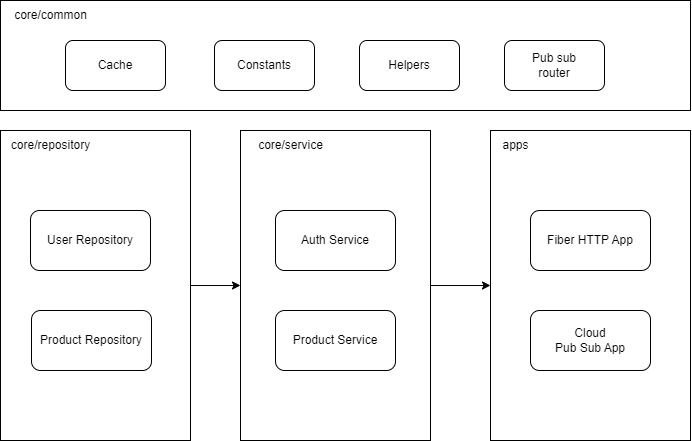 core/common
Cache
Constants
Helpers
Pub sub
router
core/repository
User Repository
Product Repository
core/service
Auth Service
Product Service
apps
Fiber HTTP App
Cloud
Pub Sub App